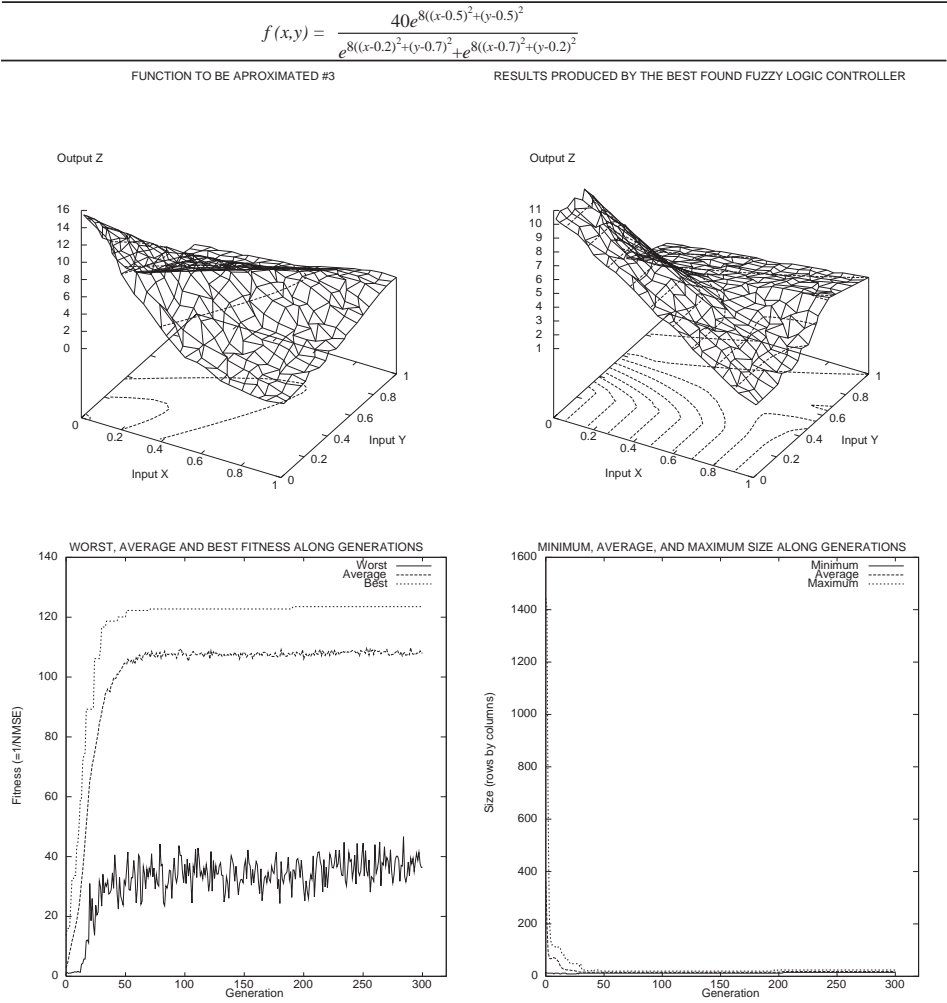 f (x,y) = 40e^{8((x-0.5)^2+(y-0.5)^2} / e^{8((x-0.2)^2+(y-0.7)^2}+e^{8((x-0.7)^2+(y-0.2)^2}
FUNCTION TO BE APROXIMATED #3
RESULTS PRODUCED BY THE BEST FOUND FUZZY LOGIC CONTROLLER
Output Z
16
14
12
10
8
6
4
2
0
0
0.2
0.4
0.6
0.8
1
Input X
0
0.2
0.4
0.6
0.8
1
Input Y
Output Z
11
10
9
8
7
6
5
4
3
2
1
0
0.2
0.4
0.6
0.8
1
Input X
0
0.2
0.4
0.6
0.8
1
Input Y
WORST, AVERAGE AND BEST FITNESS ALONG GENERATIONS
Worst
Average
Best
140
120
100
80
60
40
20
0
Fitness (=1/NMSE)
0 50 100 150 200 250 300
Generation
MINIMUM, AVERAGE, AND MAXIMUM SIZE ALONG GENERATIONS
Minimum
Average
Maximum
1600
1400
1200
1000
800
600
400
200
0
Size (rows by columns)
0 50 100 150 200 250 300
Generation